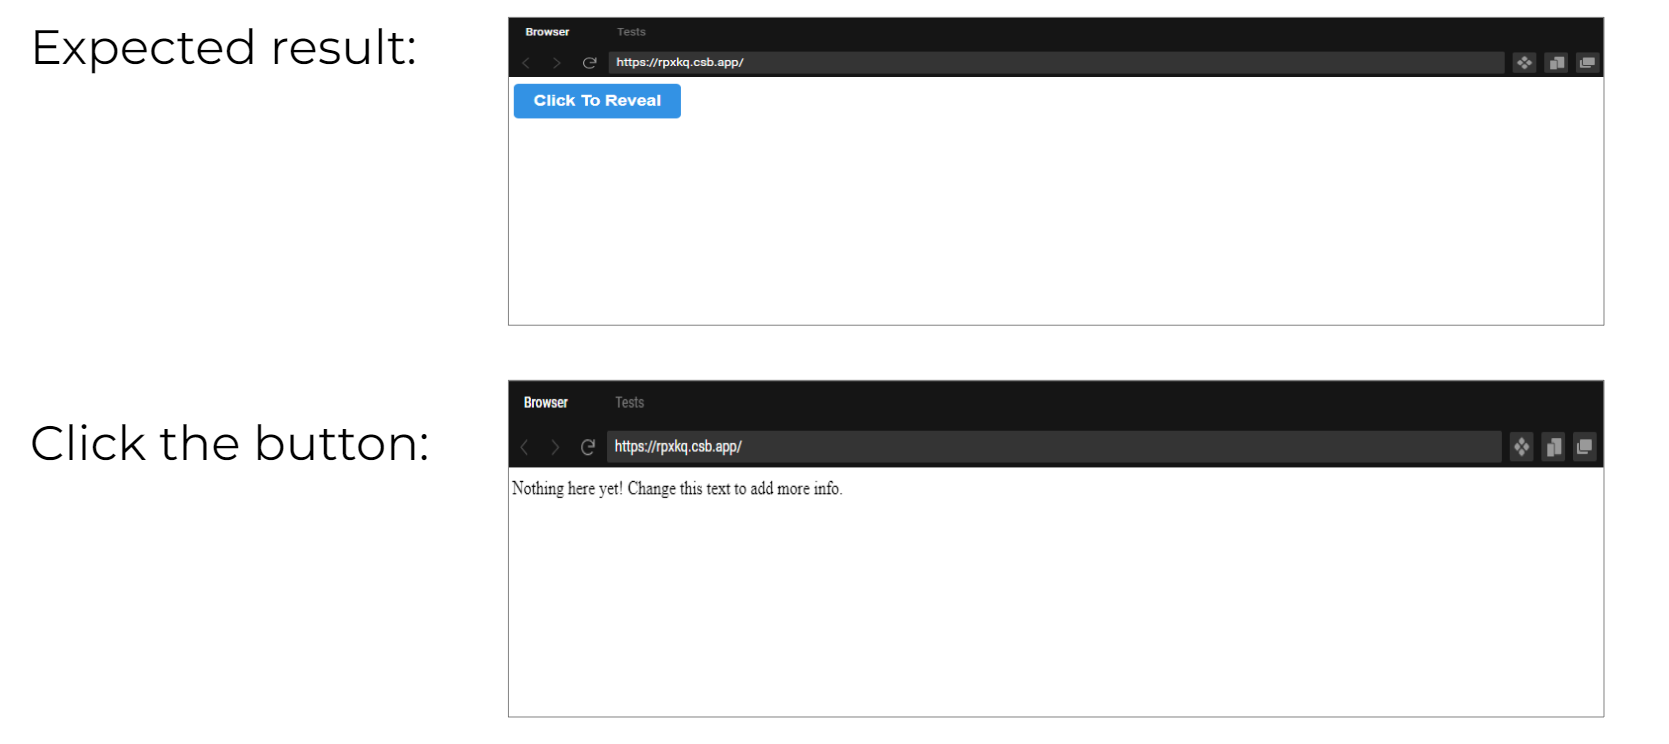 Expected result:
Browser Tests
https://rpxkq.csb.app/
Click To Reveal
Click the button:
Browser Tests
https://rpxkq.csb.app/
Nothing here yet! Change this text to add more info.